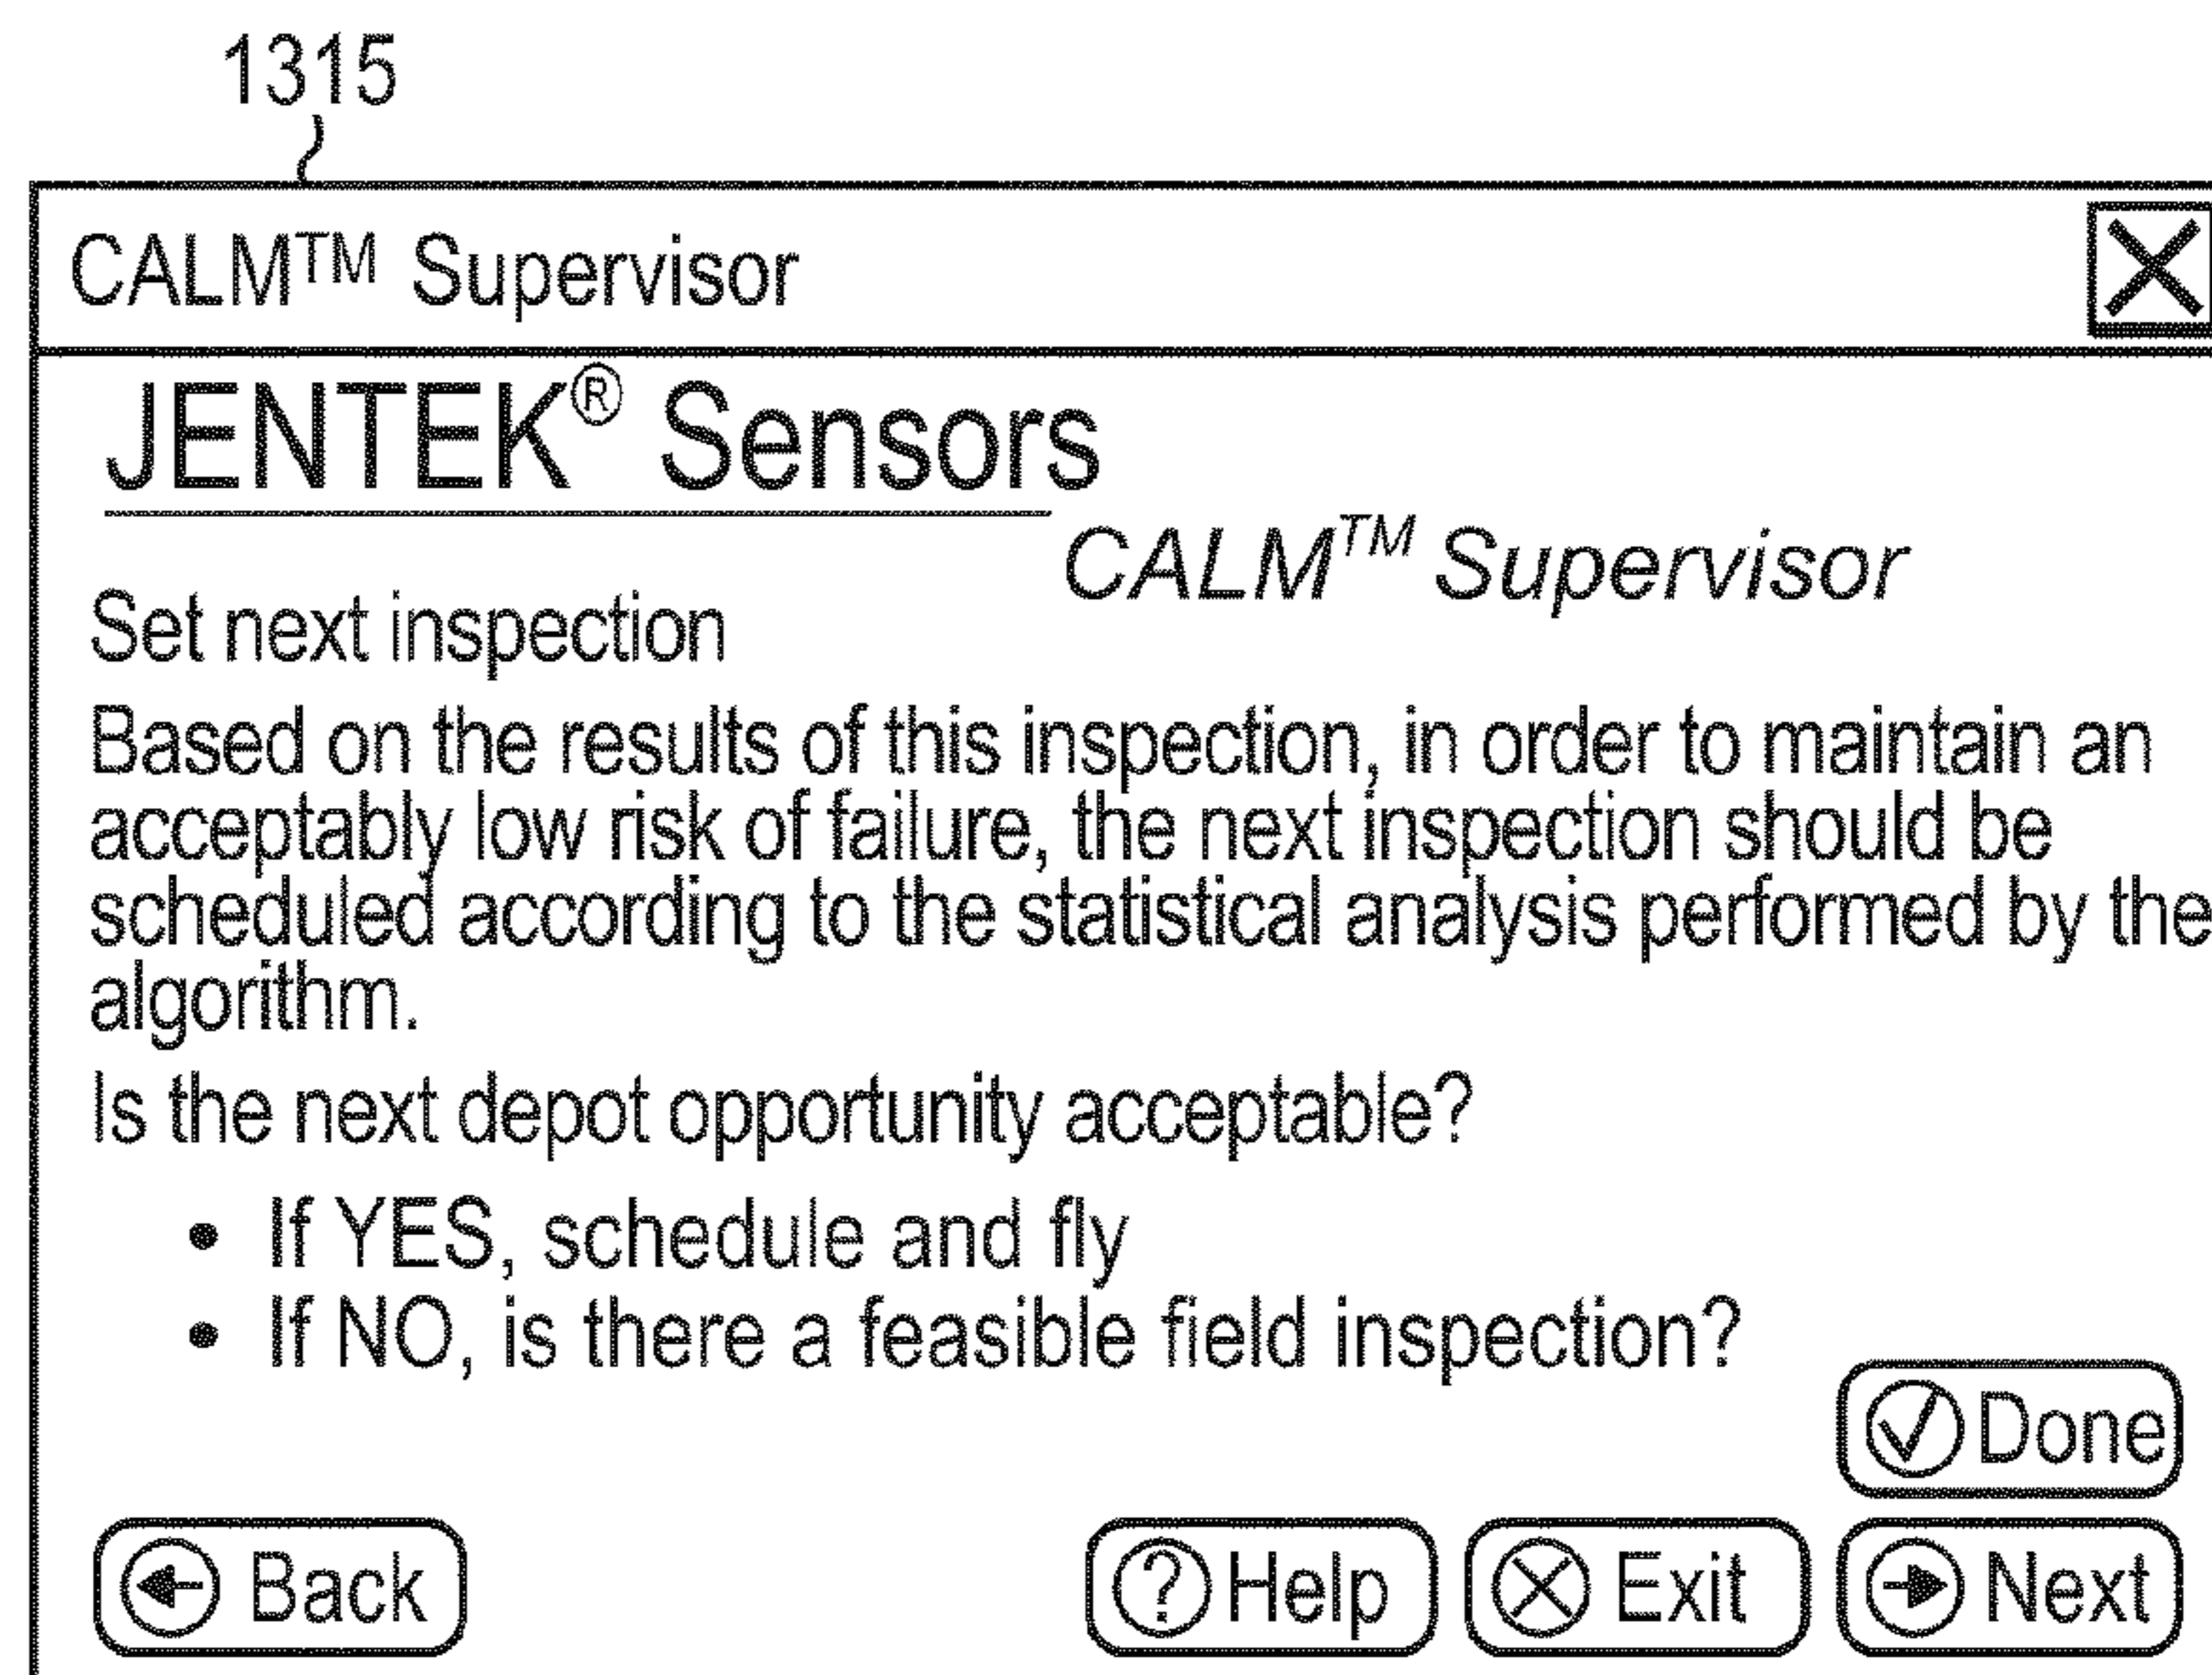 1315
CALM™ Supervisor
JENTEK® Sensors
CALM™ Supervisor
Set next inspection
Based on the results of this inspection, in order to maintain an
acceptably low risk of failure, the next inspection should be
scheduled according to the statistical analysis performed by the
algorithm.
Is the next depot opportunity acceptable?
• If YES, schedule and fly
• If NO, is there a feasible field inspection?
Done
Back
Help
Exit
Next